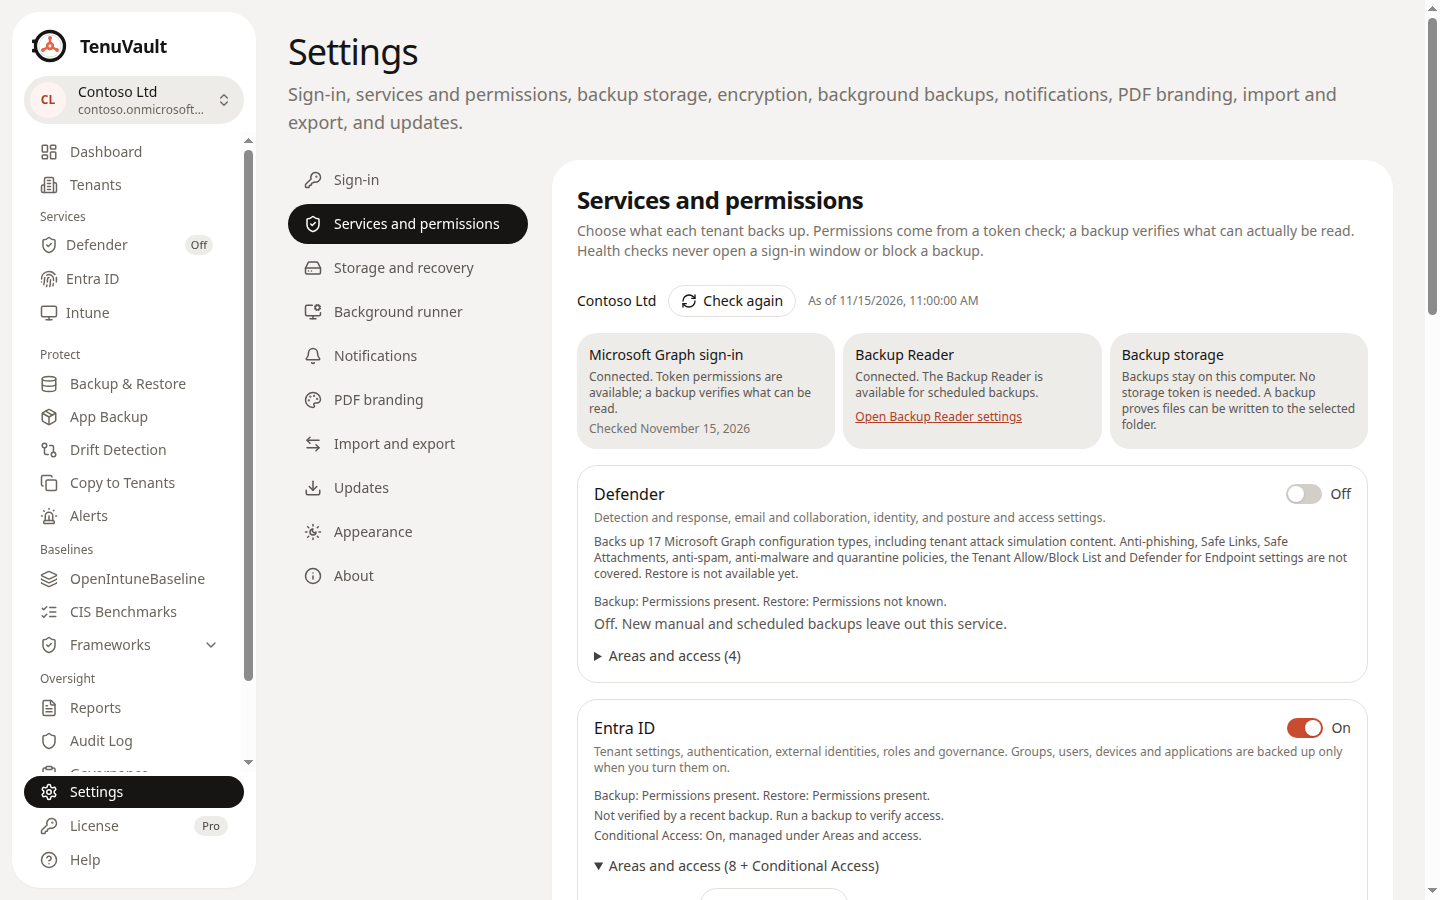 TenuVault
CL
Contoso Ltd
contoso.onmicrosoft...
Dashboard
Tenants
Services
Defender
Off
Entra ID
Intune
Protect
Backup & Restore
App Backup
Drift Detection
Copy to Tenants
Alerts
Baselines
OpenIntuneBaseline
CIS Benchmarks
Frameworks
Oversight
Reports
Audit Log
Settings
License
Pro
Help
Settings
Sign-in, services and permissions, backup storage, encryption, background backups, notifications, PDF branding, import and
export, and updates.
Sign-in
Services and permissions
Storage and recovery
Background runner
Notifications
PDF branding
Import and export
Updates
Appearance
About
Services and permissions
Choose what each tenant backs up. Permissions come from a token check; a backup verifies what can actually be read.
Health checks never open a sign-in window or block a backup.
Contoso Ltd
Check again
As of 11/15/2026, 11:00:00 AM
Microsoft Graph sign-in
Connected. Token permissions are
available; a backup verifies what can be
read.
Checked November 15, 2026
Backup Reader
Connected. The Backup Reader is
available for scheduled backups.
Open Backup Reader settings
Backup storage
Backups stay on this computer. No
storage token is needed. A backup
proves files can be written to the selected
folder.
Defender
Off
Detection and response, email and collaboration, identity, and posture and access settings.
Backs up 17 Microsoft Graph configuration types, including tenant attack simulation content. Anti-phishing, Safe Links, Safe
Attachments, anti-spam, anti-malware and quarantine policies, the Tenant Allow/Block List and Defender for Endpoint settings are not
covered. Restore is not available yet.
Backup: Permissions present. Restore: Permissions not known.
Off. New manual and scheduled backups leave out this service.
Areas and access (4)
Entra ID
On
Tenant settings, authentication, external identities, roles and governance. Groups, users, devices and applications are backed up only
when you turn them on.
Backup: Permissions present. Restore: Permissions present.
Not verified by a recent backup. Run a backup to verify access.
Conditional Access: On, managed under Areas and access.
Areas and access (8 + Conditional Access)